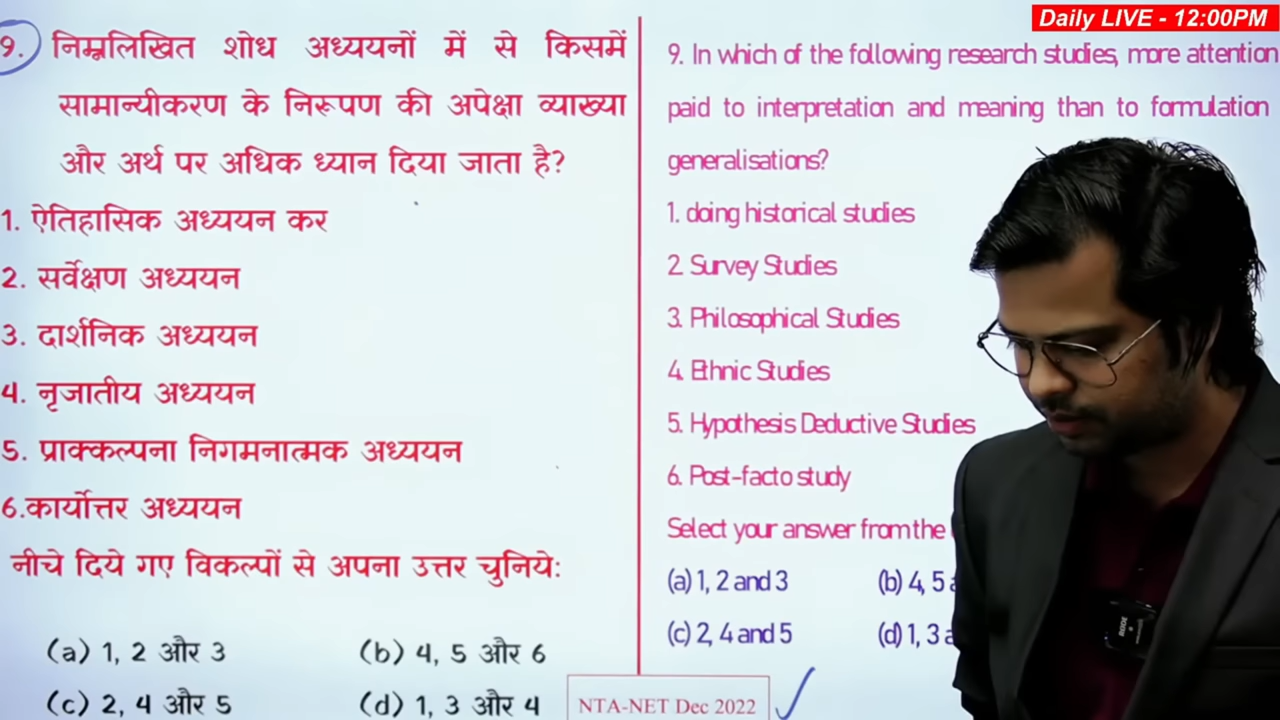 Daily LIVE - 12:00PM
9. निम्नलिखित शोध अध्ययनों में से किसमें
सामान्यीकरण के निरूपण की अपेक्षा व्याख्या
और अर्थ पर अधिक ध्यान दिया जाता है?
1. ऐतिहासिक अध्ययन कर
2. सर्वेक्षण अध्ययन
3. दार्शनिक अध्ययन
4. नृजातीय अध्ययन
5. प्राक्कल्पना निगमनात्मक अध्ययन
6.कार्योत्तर अध्ययन
नीचे दिये गए विकल्पों से अपना उत्तर चुनिये:
(a) 1, 2 और 3 (b) 4, 5 और 6
(c) 2, 4 और 5 (d) 1, 3 और 4
9. In which of the following research studies, more attention
paid to interpretation and meaning than to formulation
generalisations?
1. doing historical studies
2. Survey Studies
3. Philosophical Studies
4. Ethnic Studies
5. Hypothesis Deductive Studies
6. Post-facto study
Select your answer from the
(a) 1, 2 and 3 (b) 4, 5
(c) 2, 4 and 5 (d) 1, 3
NTA-NET Dec 2022
RODE